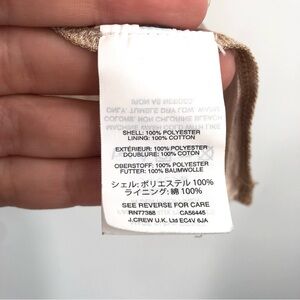 SHELL: 100% POLYESTER
LINING: 100% COTTON
EXTÉRIEUR: 100% POLYESTER
DOUBLURE: 100% COTON
OBERSTOFF: 100% POLYESTER
FUTTER: 100% BAUMWOLLE
シェル: ポリエステル 100%
ライニング: 綿 100%
SEE REVERSE FOR CARE
RN77388 CA56445
J.CREW U.K. Ltd EC4V 6JA